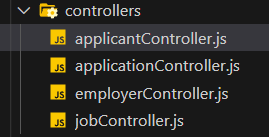 controllers
JS applicantController.js
JS applicationController.js
JS employerController.js
JS jobController.js